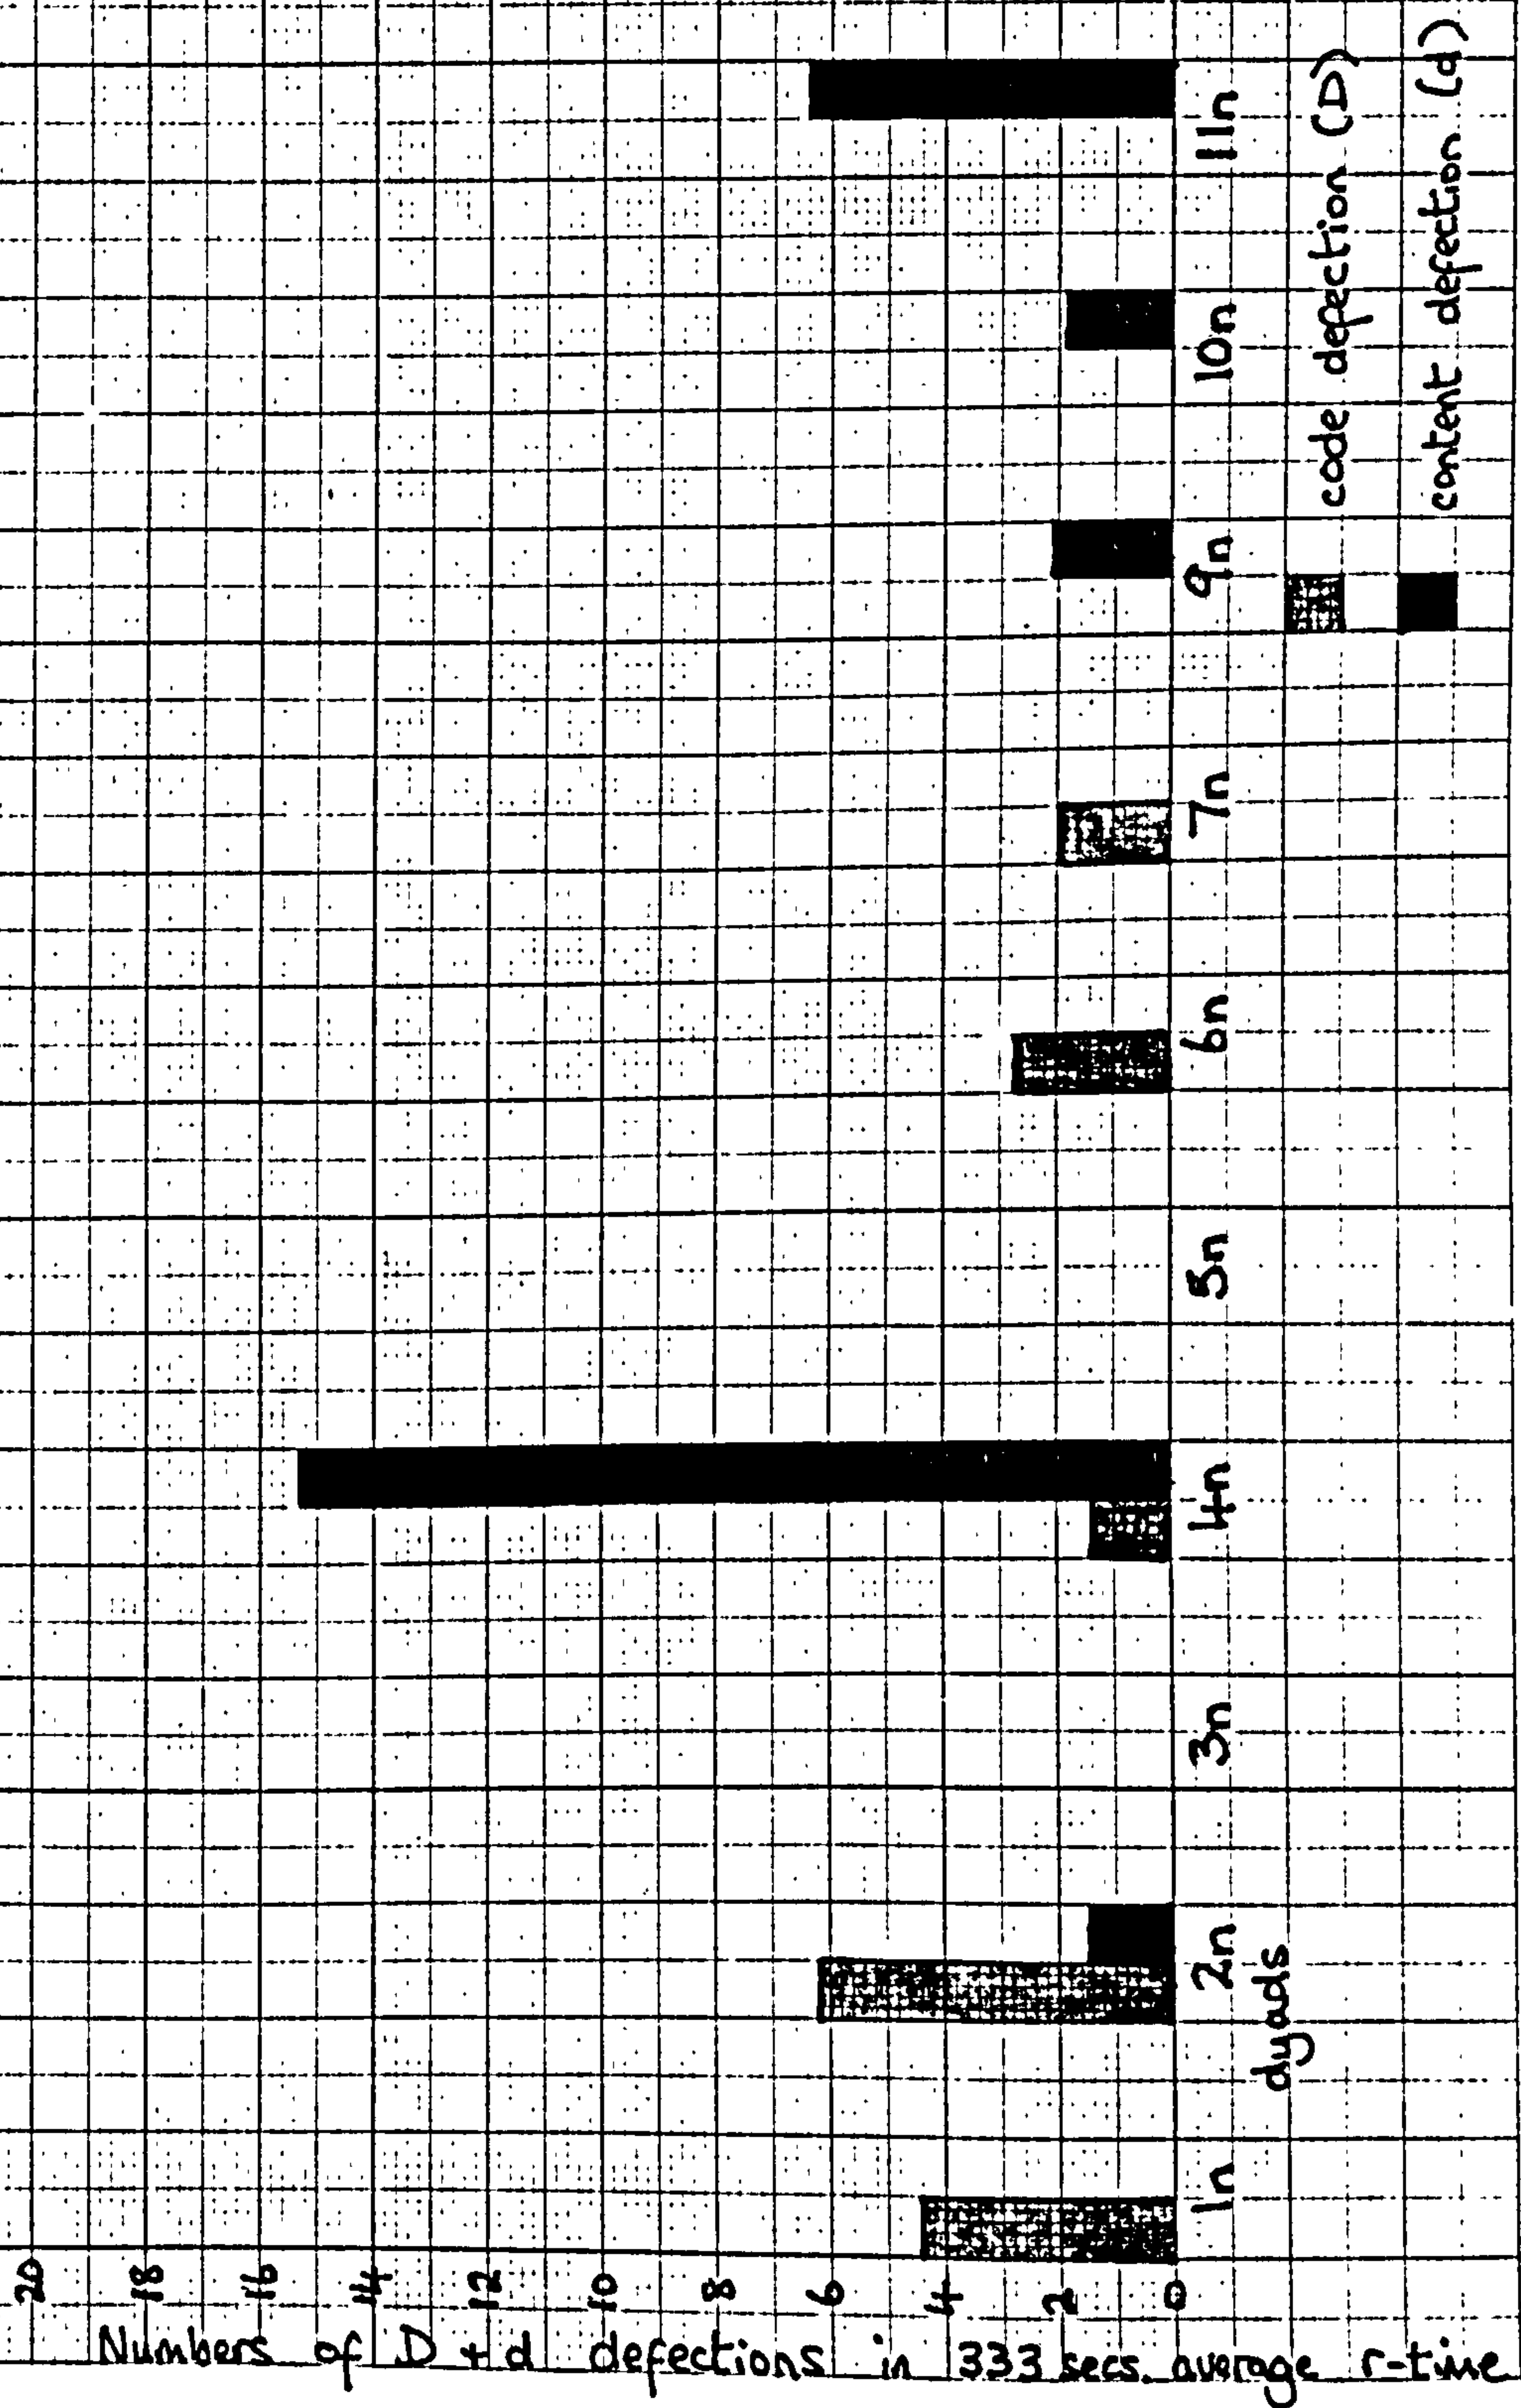 Numbers of D + d defections in 333 secs. average r-time
20
18
16
14
12
10
8
6
4
2
0
1n 2n 3n 4n 5n 6n 7n 9n 10n 11n
dyads
code defection (D)
content defection (d)